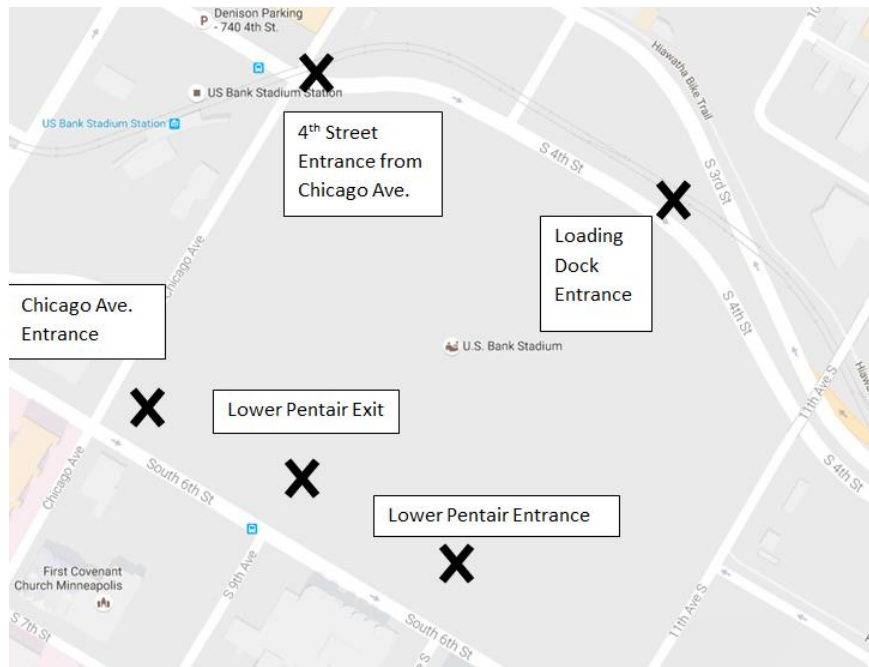 Denison Parking
- 740 4th St.
P
US Bank Stadium Station
US Bank Stadium Station
Hiawatha Bike Trail
4th Street
Entrance from
Chicago Ave.
S 4th St
S 3rd St
Loading
Dock
Entrance
Chicago Ave
Chicago Ave.
Entrance
S 4th St
U.S. Bank Stadium
11th Ave S
Lower Pentair Exit
Chicago Ave
South 6th St
S 4th St
Lower Pentair Entrance
First Covenant
Church Minneapolis
S 9th Ave
S 7th St
South 6th St
11th Ave S